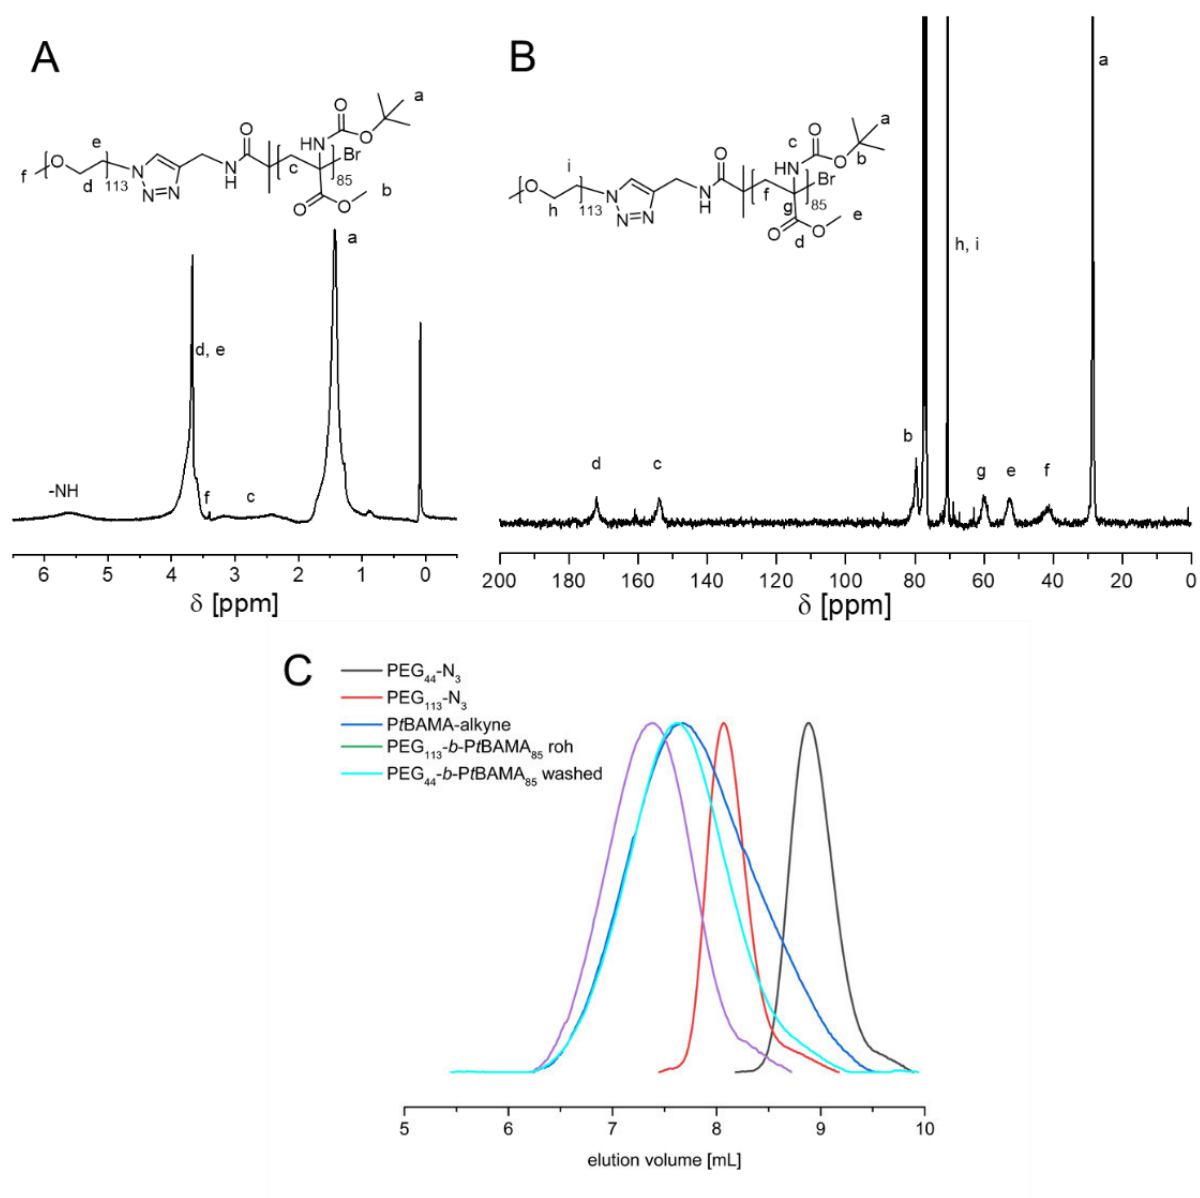 A
B
O
a
HN
O
e
O
N
Br
f
O
N
H
c
85
d
113
N=N
O
O
b
O
c
a
HN
O
i
O
b
N
Br
O
N
H
f
g
85
e
h
113
N=N
O
d
O
a
a
d, e
h, i
-NH
f
c
b
d
c
g
e
f
6 5 4 3 2 1 0
δ [ppm]
200 180 160 140 120 100 80 60 40 20 0
δ [ppm]
C
PEG44-N3
PEG113-N3
PtBAMA-alkyne
PEG113-b-PtBAMA85 roh
PEG44-b-PtBAMA85 washed
5 6 7 8 9 10
elution volume [mL]